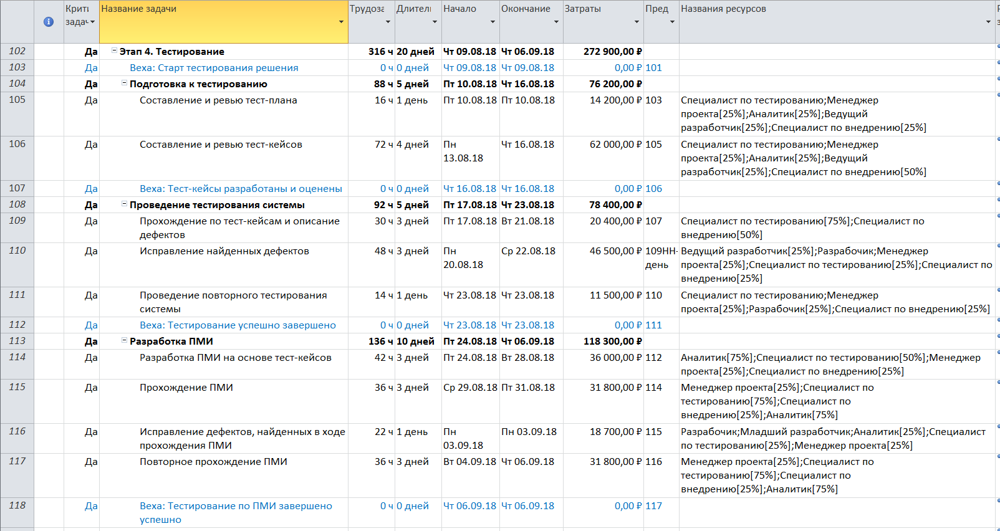 Крити Название задачи Трудоза Длител Начало Окончание Затраты Пред Названия ресурсов
задач
102 Да Этап 4. Тестирование 316 ч 20 дней Чт 09.08.18 Чт 06.09.18 272 900,00 ₽
103 Да Веха: Старт тестирования решения 0 ч 0 дней Чт 09.08.18 Чт 09.08.18 0,00 ₽ 101
104 Да Подготовка к тестированию 88 ч 5 дней Пт 10.08.18 Чт 16.08.18 76 200,00 ₽
105 Да Составление и ревью тест-плана 16 ч 1 день Пт 10.08.18 Пт 10.08.18 14 200,00 ₽ 103 Специалист по тестированию;Менеджер
проекта[25%];Аналитик[25%];Ведущий
разработчик[25%];Специалист по внедрению[25%]
106 Да Составление и ревью тест-кейсов 72 ч 4 дней Пн Чт 16.08.18 62 000,00 ₽ 105 Специалист по тестированию;Менеджер
13.08.18 проекта[25%];Аналитик[25%];Ведущий
разработчик[25%];Специалист по внедрению[50%]
107 Да Веха: Тест-кейсы разработаны и оценены 0 ч 0 дней Чт 16.08.18 Чт 16.08.18 0,00 ₽ 106
108 Да Проведение тестирования системы 92 ч 5 дней Пт 17.08.18 Чт 23.08.18 78 400,00 ₽
109 Да Прохождение по тест-кейсам и описание 30 ч 3 дней Пт 17.08.18 Вт 21.08.18 20 400,00 ₽ 107 Специалист по тестированию[75%];Специалист по
дефектов внедрению[50%]
110 Да Исправление найденных дефектов 48 ч 3 дней Пн Ср 22.08.18 46 500,00 ₽ 109НН- Ведущий разработчик[25%];Разрабочик;Менеджер
20.08.18 день проекта[25%];Специалист по тестированию[25%];Специалист по
внедрению[25%]
111 Да Проведение повторного тестирования 14 ч 1 день Чт 23.08.18 Чт 23.08.18 11 500,00 ₽ 110 Специалист по тестированию;Менеджер
системы проекта[25%];Разрабочик[25%];Специалист по внедрению[25%]
112 Да Веха: Тестирование успешно завершено 0 ч 0 дней Чт 23.08.18 Чт 23.08.18 0,00 ₽ 111
113 Да Разработка ПМИ 136 ч 10 дней Пт 24.08.18 Чт 06.09.18 118 300,00 ₽
114 Да Разработка ПМИ на основе тест-кейсов 42 ч 3 дней Пт 24.08.18 Вт 28.08.18 36 000,00 ₽ 112 Аналитик[75%];Специалист по тестированию[50%];Менеджер
проекта[25%];Специалист по внедрению[25%]
115 Да Прохождение ПМИ 36 ч 3 дней Ср 29.08.18 Пт 31.08.18 31 800,00 ₽ 114 Менеджер проекта[25%];Специалист по
тестированию[75%];Специалист по
внедрению[25%];Аналитик[75%]
116 Да Исправление дефектов, найденных в ходе 22 ч 1 день Пн Пн 03.09.18 18 700,00 ₽ 115 Разрабочик;Младший разработчик;Аналитик[25%];Специалист
прохождения ПМИ 03.09.18 по тестированию[25%];Менеджер проекта[25%]
117 Да Повторное прохождение ПМИ 36 ч 3 дней Вт 04.09.18 Чт 06.09.18 31 800,00 ₽ 116 Менеджер проекта[25%];Специалист по
тестированию[75%];Специалист по
внедрению[25%];Аналитик[75%]
118 Да Веха: Тестирование по ПМИ завершено 0 ч 0 дней Чт 06.09.18 Чт 06.09.18 0,00 ₽ 117
успешно